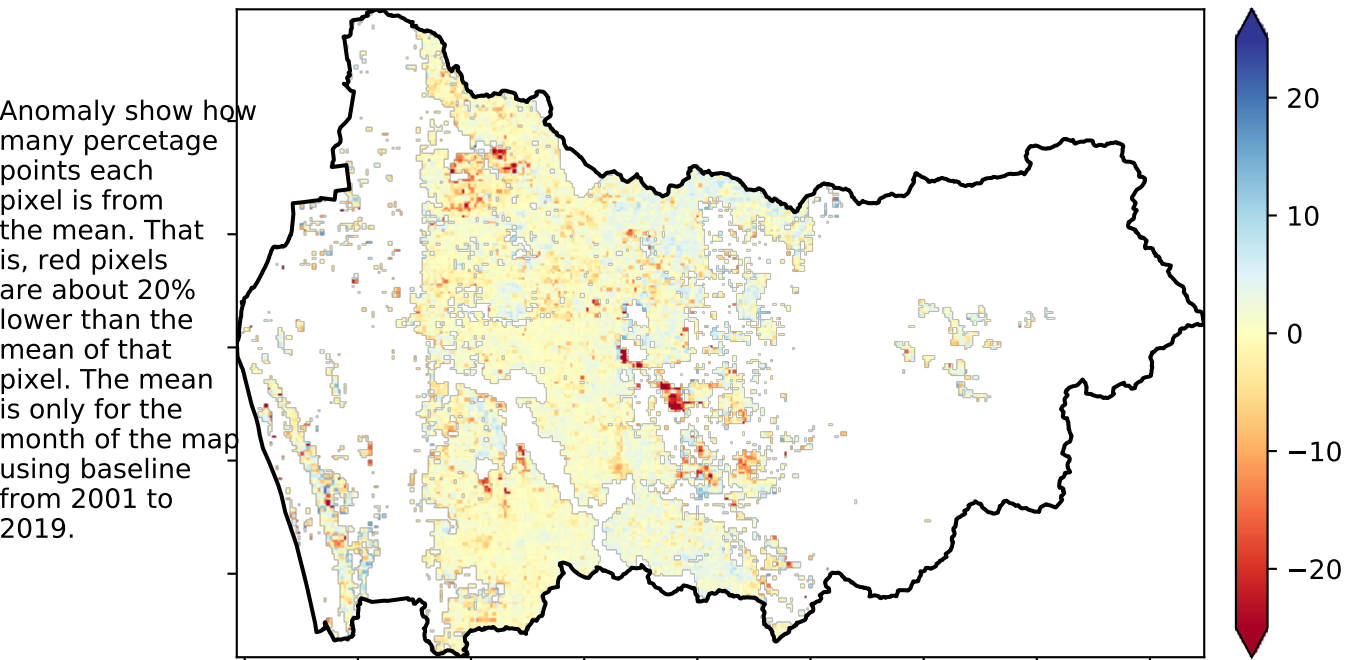 Anomaly show how
many percetage
points each
pixel is from
the mean. That
is, red pixels
are about 20%
lower than the
mean of that
pixel. The mean
is only for the
month of the map
using baseline
from 2001 to
2019.
20
10
0
−10
−20